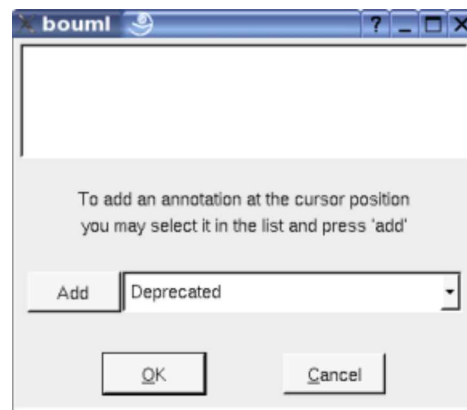 bouml
?
To add an annotation at the cursor position
you may select it in the list and press 'add'
Add
Deprecated
OK
Cancel